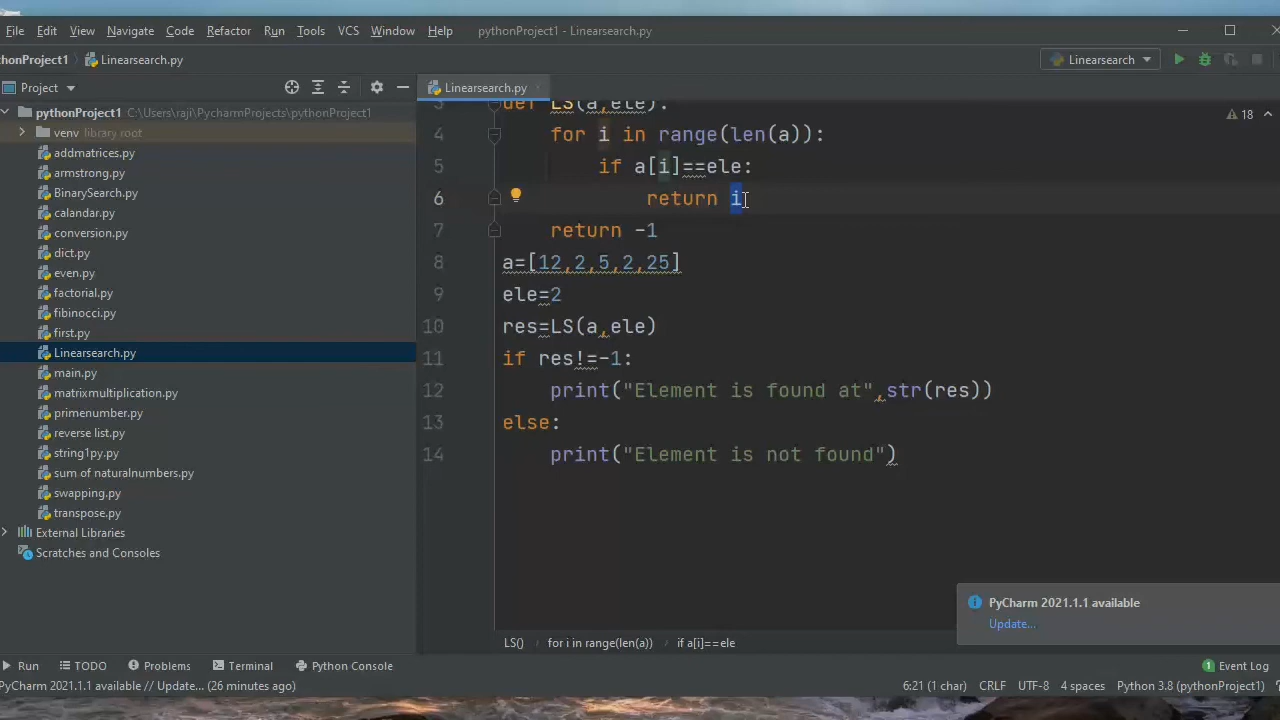 File Edit View Navigate Code Refactor Run Tools VCS Window Help pythonProject1 - Linearsearch.py
thonProject1 Linearsearch.py Linearsearch
Project Linearsearch.py
pythonProject1 C:\Users\raji\PycharmProjects\pythonProject1
venv library root
addmatrices.py
armstrong.py
BinarySearch.py
calandar.py
conversion.py
dict.py
even.py
factorial.py
fibinocci.py
first.py
Linearsearch.py
main.py
matrixmultiplication.py
primenumber.py
reverse list.py
string1py.py
sum of naturalnumbers.py
swapping.py
transpose.py
External Libraries
Scratches and Consoles
18
3 def LS(a,ele):
4 for i in range(len(a)):
5 if a[i]==ele:
6 return i
7 return -1
8 a=[12,2,5,2,25]
9 ele=2
10 res=LS(a,ele)
11 if res!=-1:
12 print("Element is found at",str(res))
13 else:
14 print("Element is not found")
PyCharm 2021.1.1 available
Update...
LS() for i in range(len(a)) if a[i]==ele
Run TODO Problems Terminal Python Console 1 Event Log
PyCharm 2021.1.1 available // Update... (26 minutes ago) 6:21 (1 char) CRLF UTF-8 4 spaces Python 3.8 (pythonProject1)